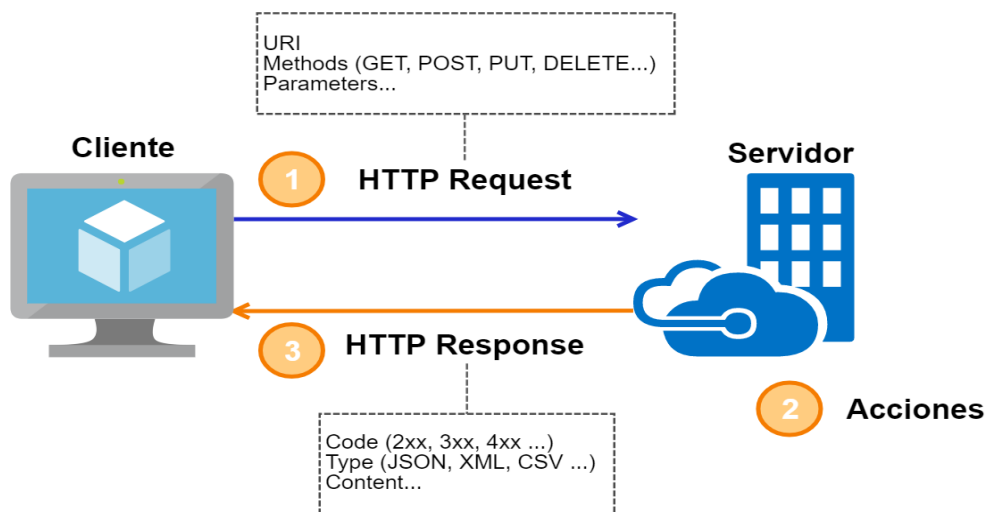 URI
Methods (GET, POST, PUT, DELETE...)
Parameters...
Cliente
Servidor
1
HTTP Request
3
HTTP Response
2
Acciones
Code (2xx, 3xx, 4xx ...)
Type (JSON, XML, CSV ...)
Content...